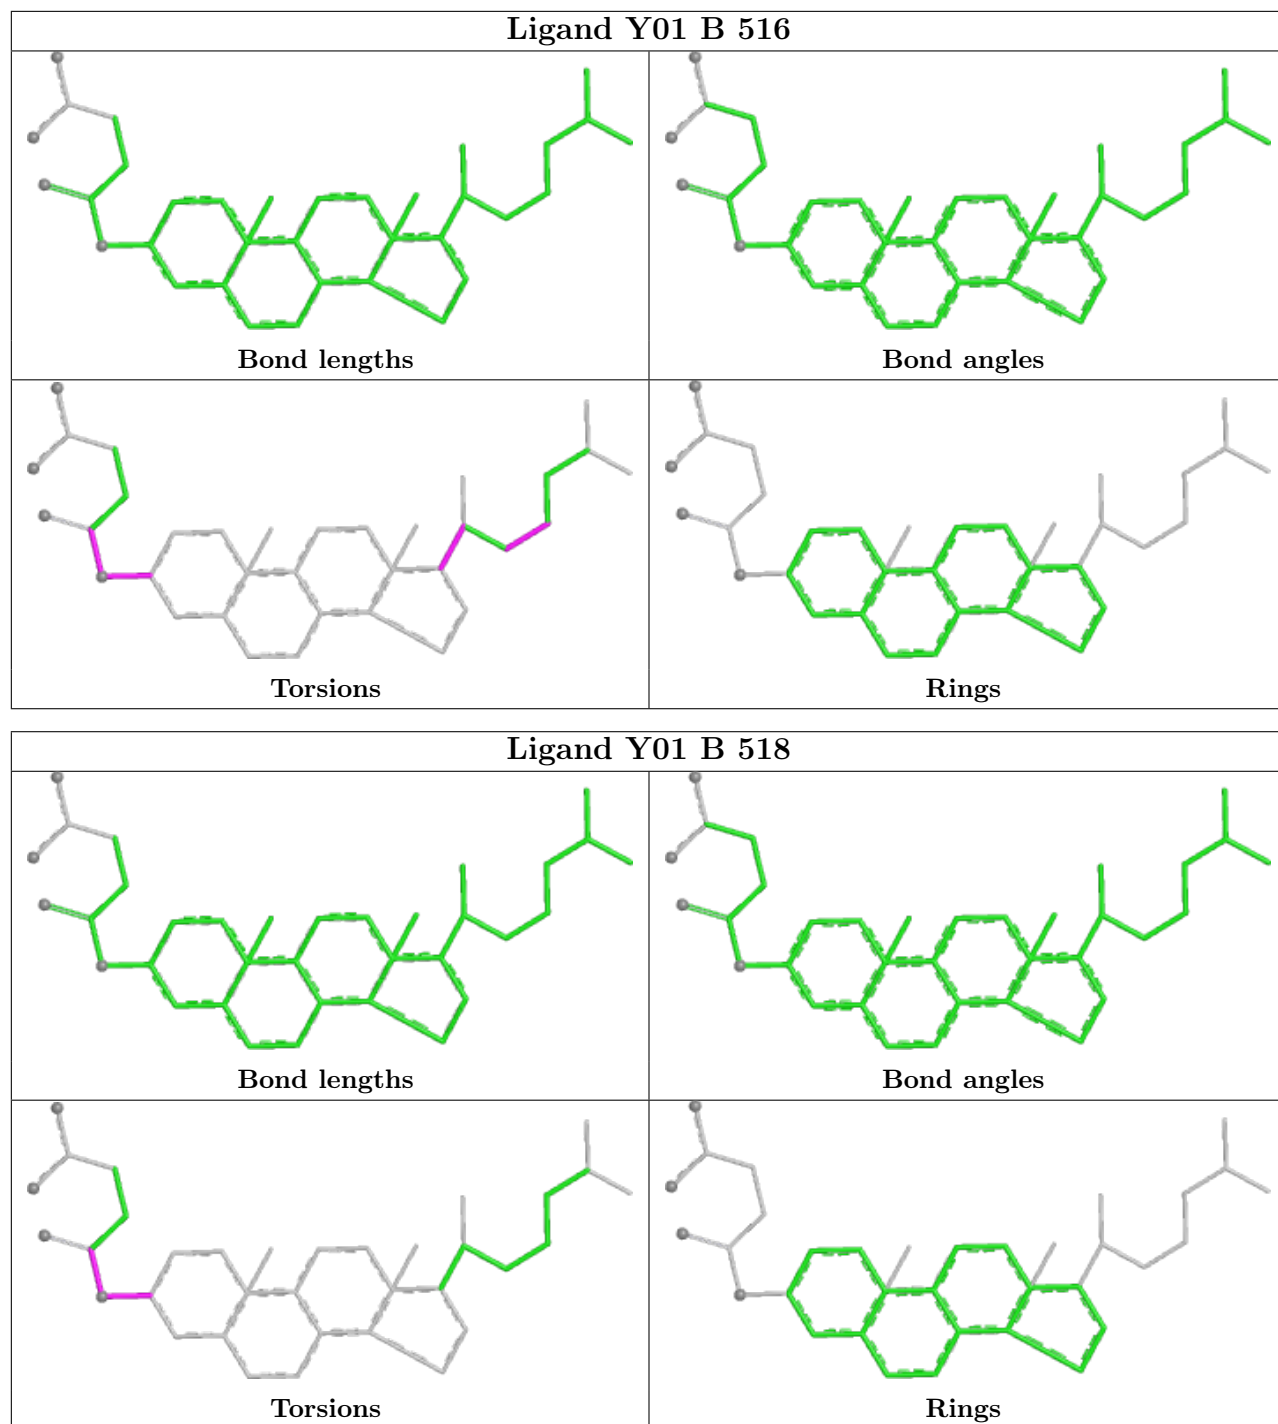 Ligand Y01 B 516
Bond lengths
Bond angles
Torsions
Rings
Ligand Y01 B 518
Bond lengths
Bond angles
Torsions
Rings